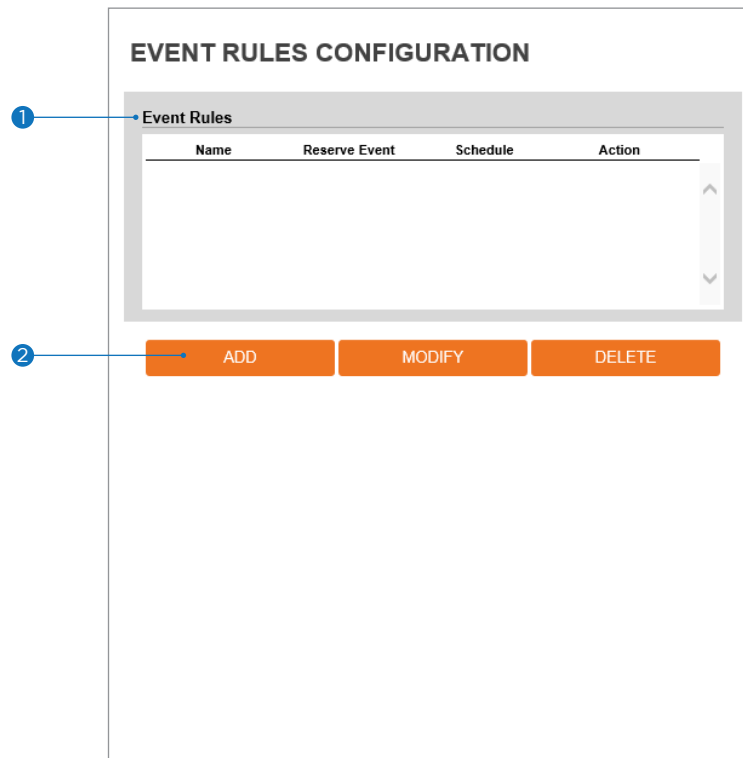 EVENT RULES CONFIGURATION
1
Event Rules
Name Reserve Event Schedule Action
2
ADD MODIFY DELETE